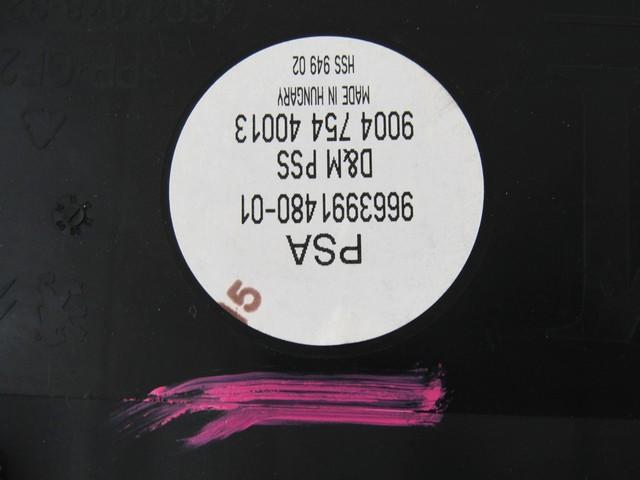 PSA
9663991480-01
D&M PSS
9004 754 40013
MADE IN HUNGARY
HSS 949 02